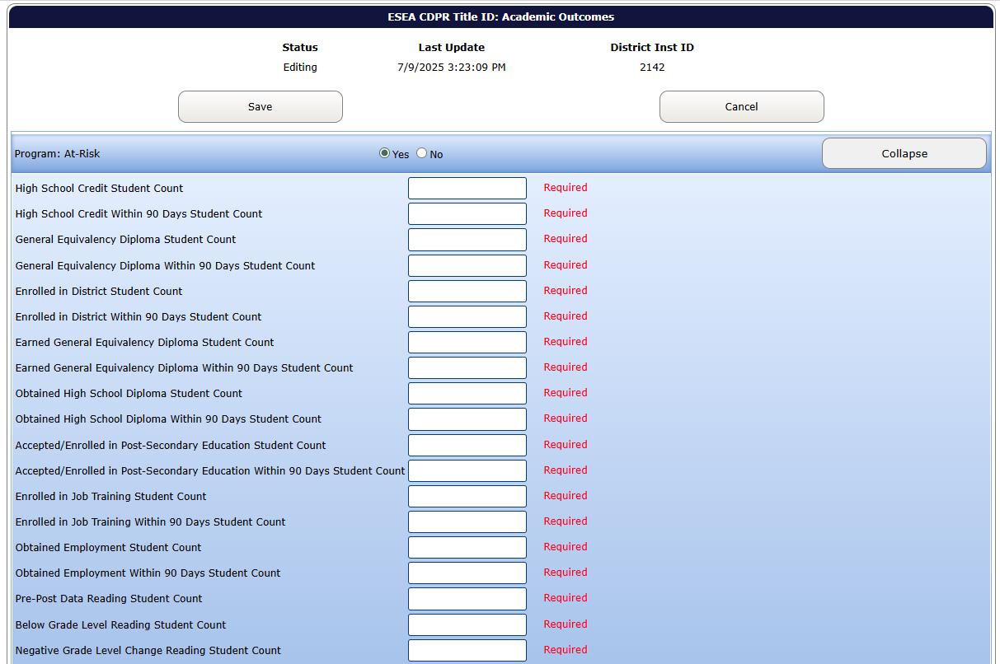 ESEA CDPR Title ID: Academic Outcomes
Status Last Update District Inst ID
Editing 7/9/2025 3:23:09 PM 2142
Save Cancel
Program: At-Risk Yes No Collapse
High School Credit Student Count Required
High School Credit Within 90 Days Student Count Required
General Equivalency Diploma Student Count Required
General Equivalency Diploma Within 90 Days Student Count Required
Enrolled in District Student Count Required
Enrolled in District Within 90 Days Student Count Required
Earned General Equivalency Diploma Student Count Required
Earned General Equivalency Diploma Within 90 Days Student Count Required
Obtained High School Diploma Student Count Required
Obtained High School Diploma Within 90 Days Student Count Required
Accepted/Enrolled in Post-Secondary Education Student Count Required
Accepted/Enrolled in Post-Secondary Education Within 90 Days Student Count Required
Enrolled in Job Training Student Count Required
Enrolled in Job Training Within 90 Days Student Count Required
Obtained Employment Student Count Required
Obtained Employment Within 90 Days Student Count Required
Pre-Post Data Reading Student Count Required
Below Grade Level Reading Student Count Required
Negative Grade Level Change Reading Student Count Required